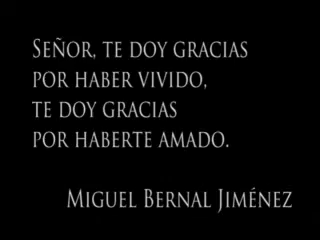 Señor, te doy gracias
por haber vivido,
te doy gracias
por haberte amado.
Miguel Bernal Jiménez